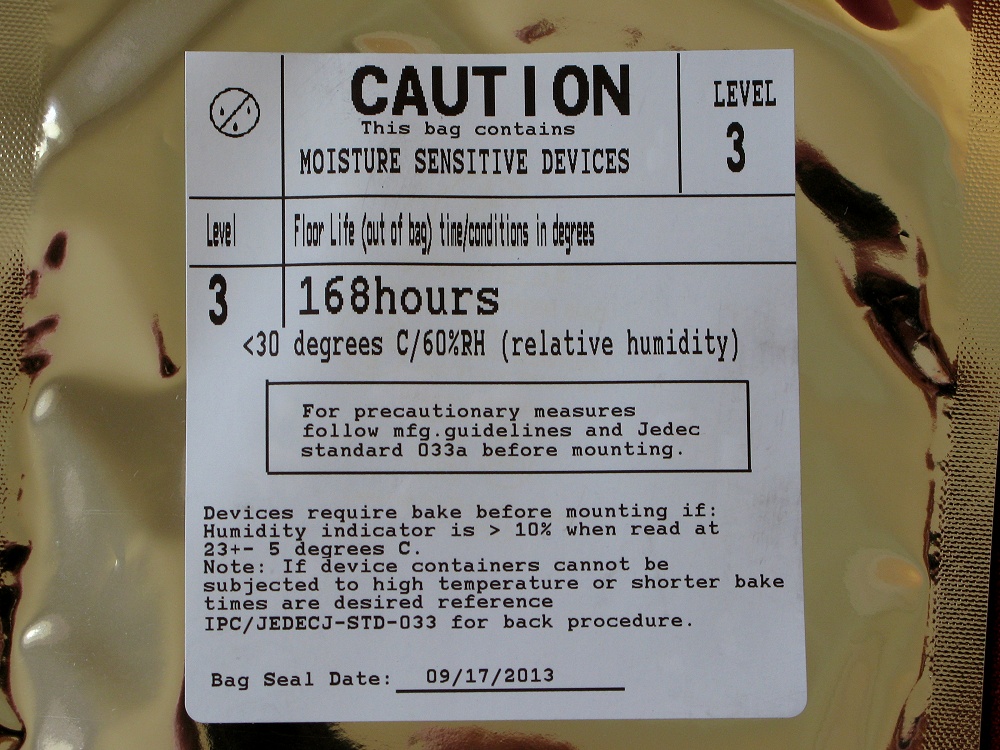 CAUTION
LEVEL
This bag contains
3
MOISTURE SENSITIVE DEVICES
Level
Floor Life (out of bag) time/conditions in degrees
3
168hours
<30 degrees C/60%RH (relative humidity)
For precautionary measures
follow mfg.guidelines and Jedec
standard 033a before mounting.
Devices require bake before mounting if:
Humidity indicator is > 10% when read at
23+- 5 degrees C.
Note: If device containers cannot be
subjected to high temperature or shorter bake
times are desired reference
IPC/JEDECJ-STD-033 for back procedure.
Bag Seal Date: 09/17/2013